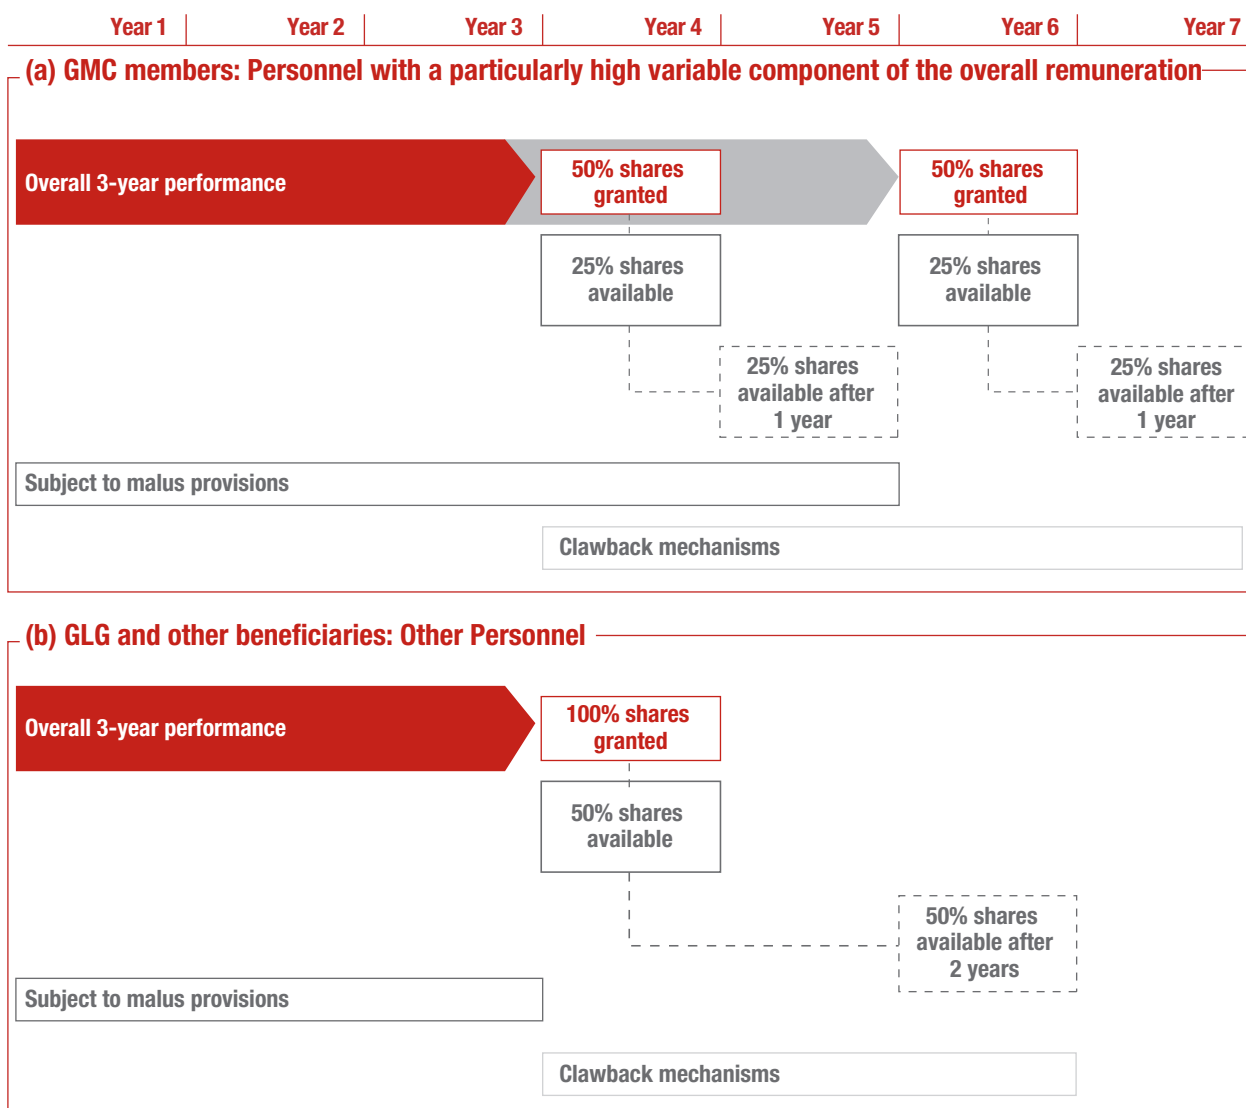 Year 1 Year 2 Year 3 Year 4 Year 5 Year 6 Year 7
(a) GMC members: Personnel with a particularly high variable component of the overall remuneration
Overall 3-year performance
50% shares
granted
50% shares
granted
25% shares
available
25% shares
available
25% shares
available after
1 year
25% shares
available after
1 year
Subject to malus provisions
Clawback mechanisms
(b) GLG and other beneficiaries: Other Personnel
Overall 3-year performance
100% shares
granted
50% shares
available
50% shares
available after
2 years
Subject to malus provisions
Clawback mechanisms